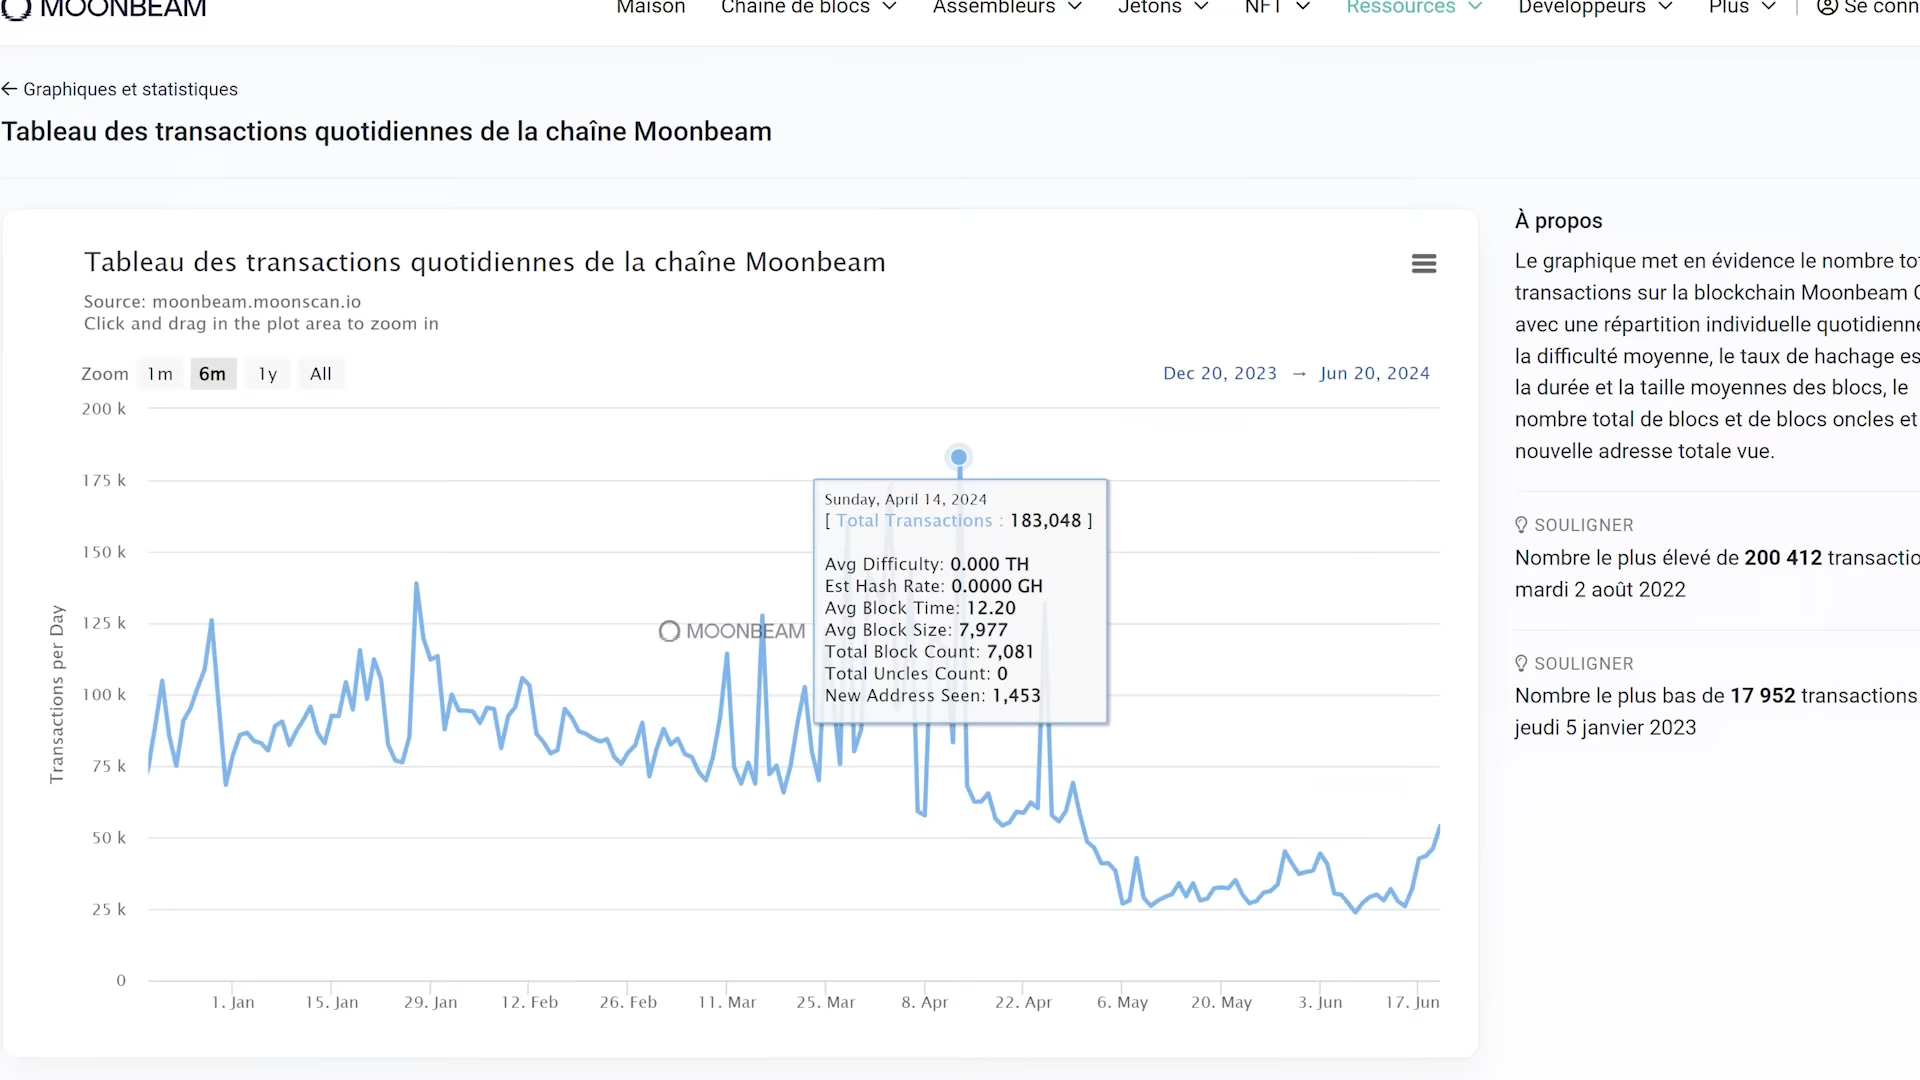 MOONBEAM
Maison Chaîne de blocs Assembleurs Jetons NFT Ressources Développeurs Plus Se conn
Graphiques et statistiques
Tableau des transactions quotidiennes de la chaîne Moonbeam
Tableau des transactions quotidiennes de la chaîne Moonbeam
Source: moonbeam.moonscan.io
Click and drag in the plot area to zoom in
Zoom 1m 6m 1y All
Dec 20, 2023 → Jun 20, 2024
200 k
175 k
150 k
125 k
100 k
75 k
50 k
25 k
0
Transactions per Day
MOONBEAM
Sunday, April 14, 2024
[ Total Transactions : 183,048 ]
Avg Difficulty: 0.000 TH
Est Hash Rate: 0.0000 GH
Avg Block Time: 12.20
Avg Block Size: 7,977
Total Block Count: 7,081
Total Uncles Count: 0
New Address Seen: 1,453
1. Jan 15. Jan 29. Jan 12. Feb 26. Feb 11. Mar 25. Mar 8. Apr 22. Apr 6. May 20. May 3. Jun 17. Jun
À propos
Le graphique met en évidence le nombre to
transactions sur la blockchain Moonbeam
avec une répartition individuelle quotidienne
la difficulté moyenne, le taux de hachage es
la durée et la taille moyennes des blocs, le
nombre total de blocs et de blocs oncles et
nouvelle adresse totale vue.
SOULIGNER
Nombre le plus élevé de 200 412 transactio
mardi 2 août 2022
SOULIGNER
Nombre le plus bas de 17 952 transactions
jeudi 5 janvier 2023